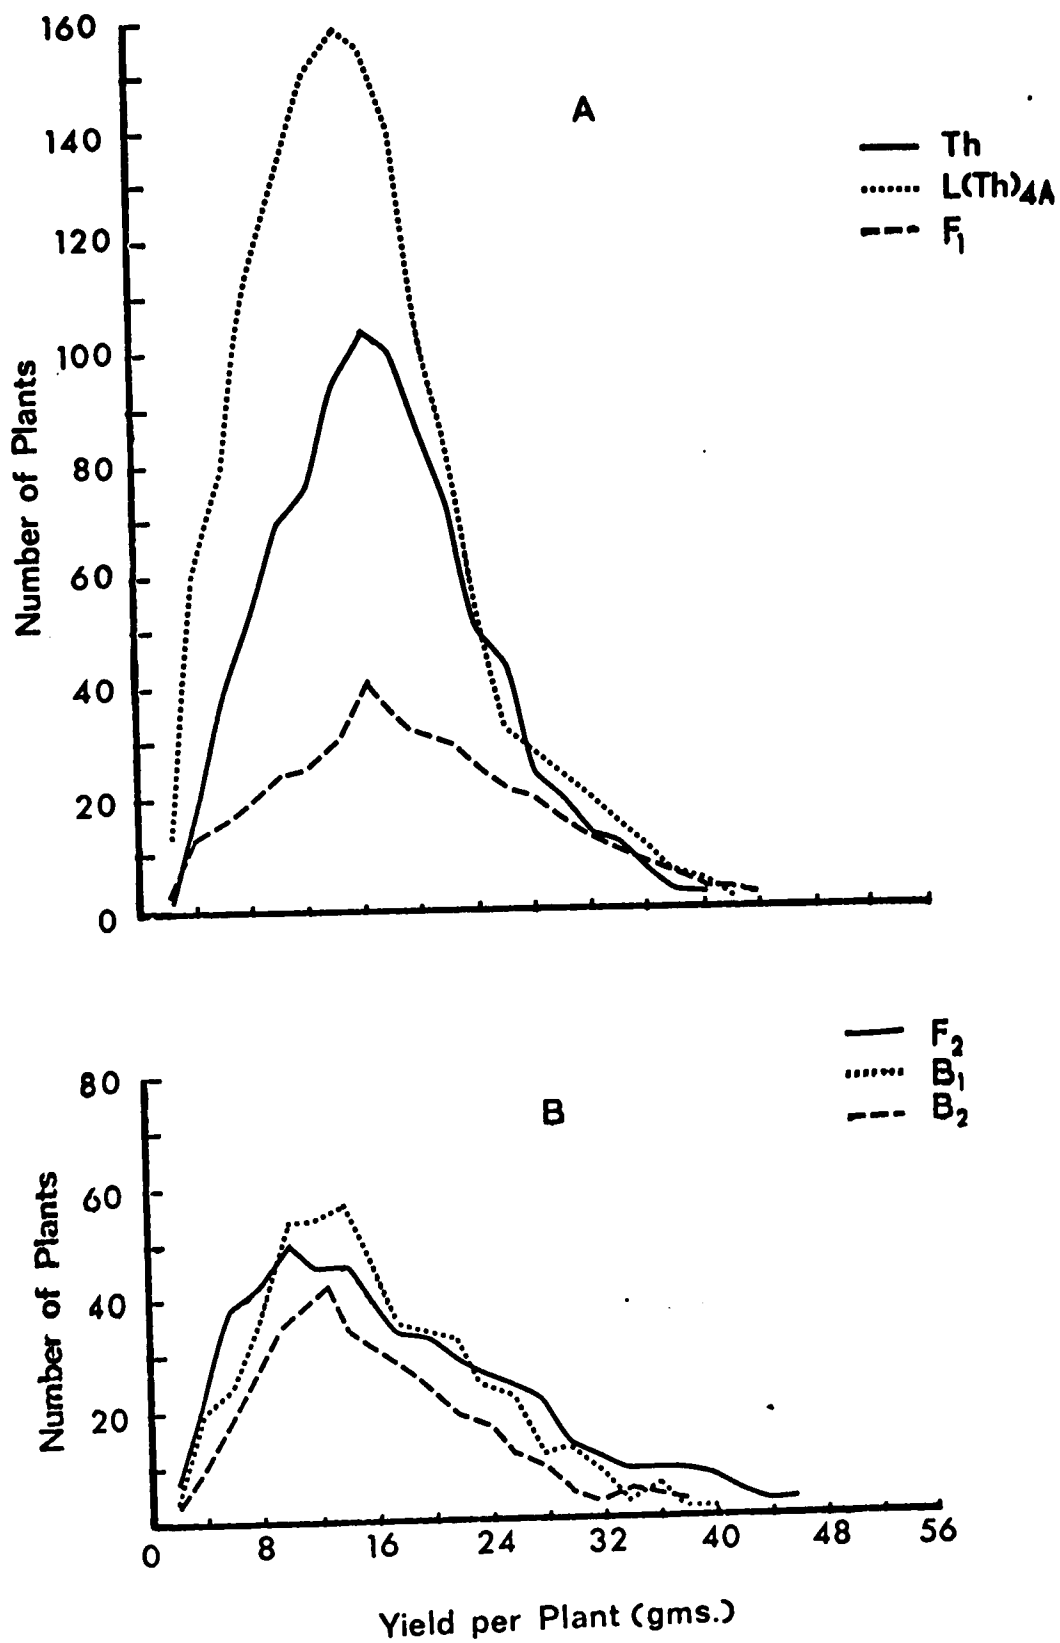 160
140
120
100
80
60
40
20
0
Number of Plants
A
Th
L(Th)4A
F1
80
60
40
20
Number of Plants
B
F2
B1
B2
0 8 16 24 32 40 48 56
Yield per Plant (gms.)